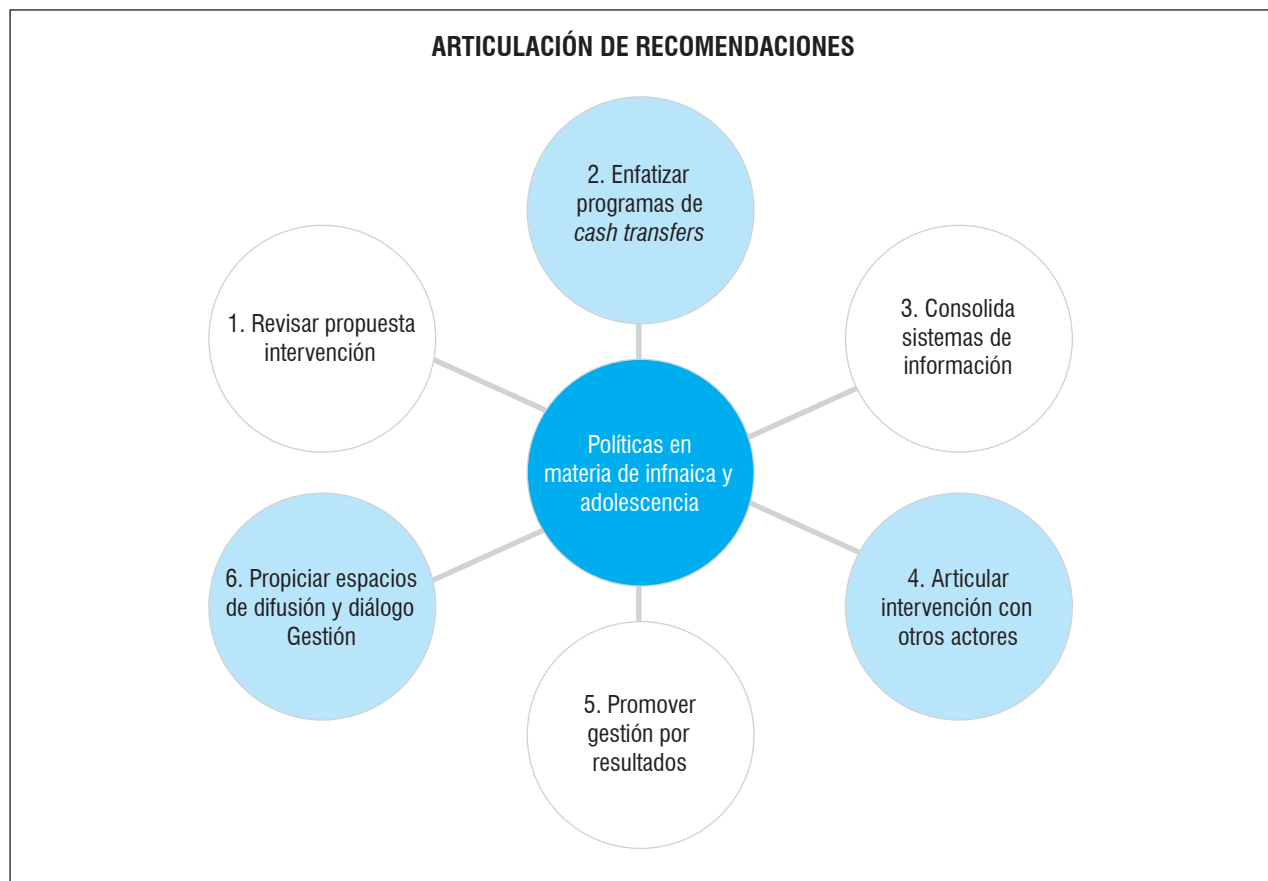 ARTICULACIÓN DE RECOMENDACIONES
1. Revisar propuesta
intervención
2. Enfatizar
programas de
cash transfers
3. Consolida
sistemas de
información
4. Articular
intervención con
otros actores
5. Promover
gestión por
resultados
6. Propiciar espacios
de difusión y diálogo
Gestión
Políticas en
materia de infnaica y
adolescencia